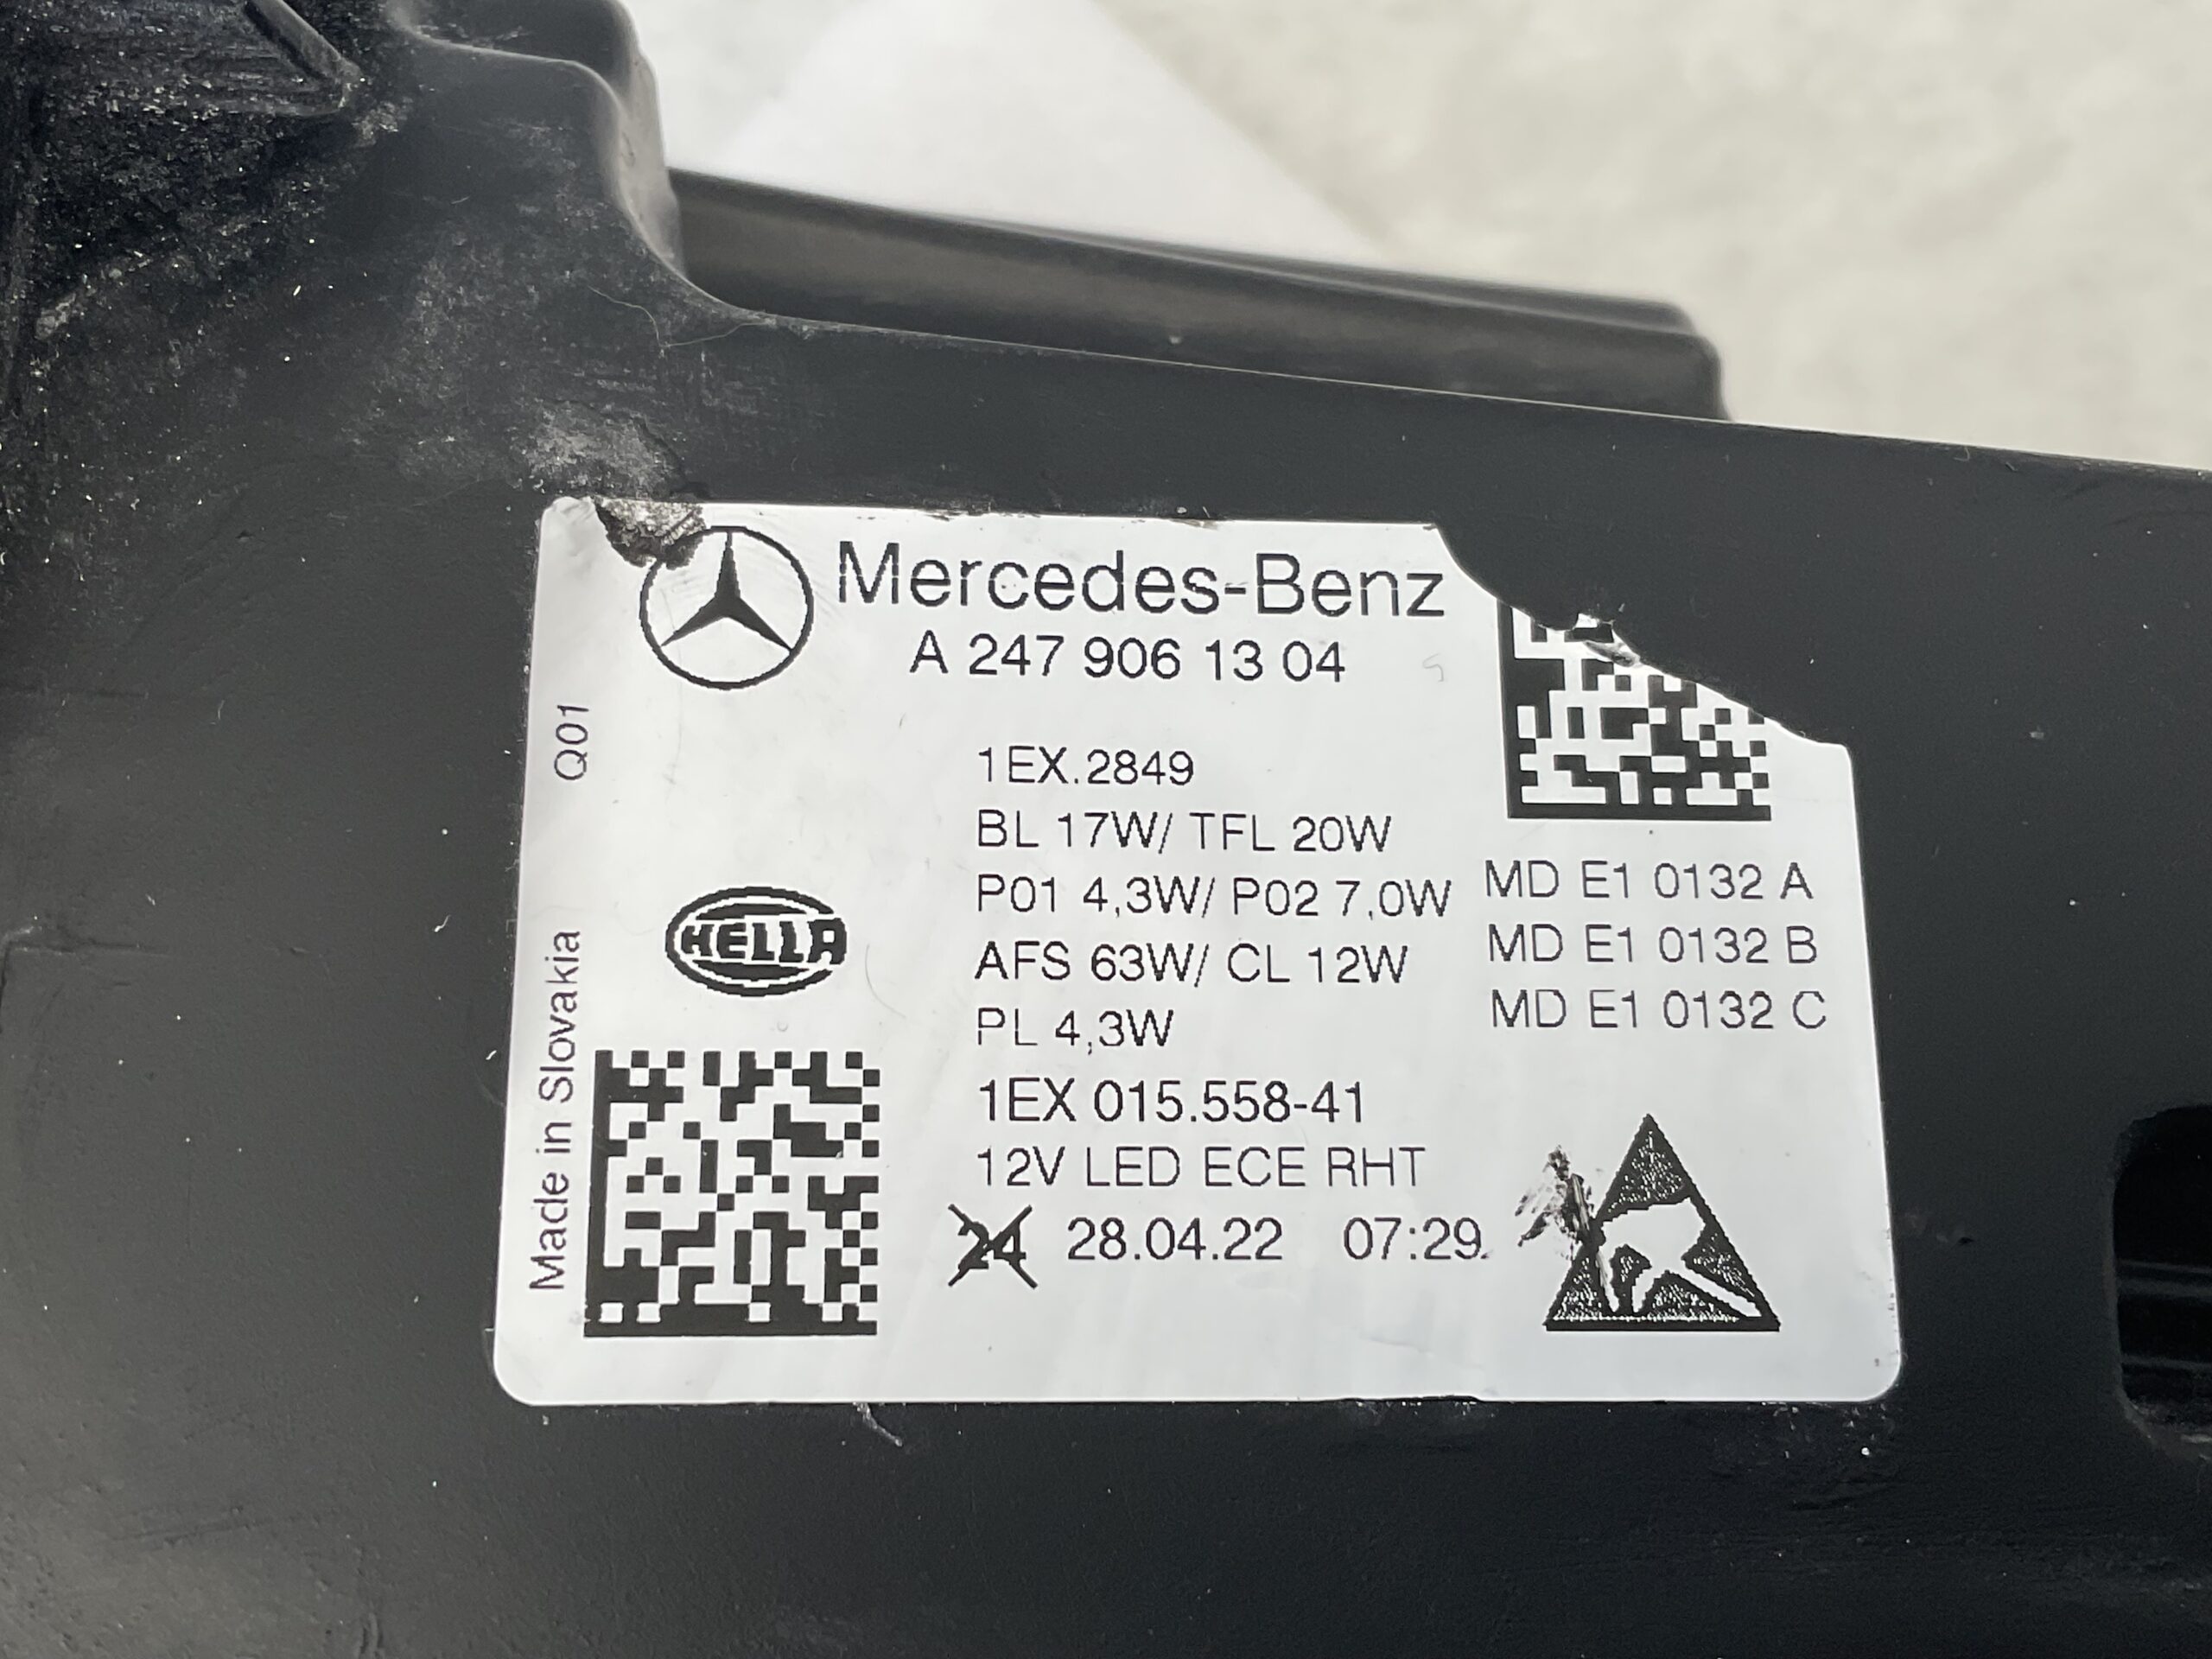 Mercedes-Benz
A 247 906 13 04
Q01
1EX.2849
BL 17W/ TFL 20W
P01 4,3W/ P02 7,0W
AFS 63W/ CL 12W
PL 4,3W
MD E1 0132 A
MD E1 0132 B
MD E1 0132 C
HELLA
Made in Slovakia
1EX 015.558-41
12V LED ECE RHT
24 28.04.22 07:29